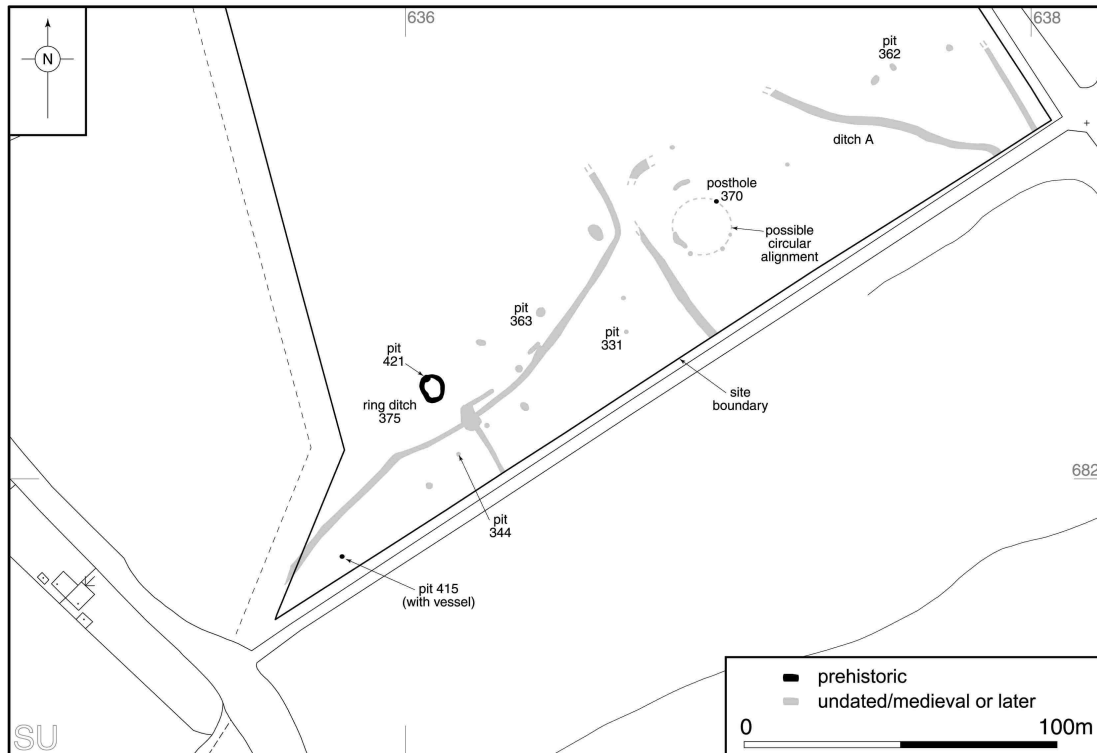 636
638
N
pit
362
ditch A
posthole
370
possible
circular
alignment
pit
363
pit
331
pit
421
ring ditch
375
site
boundary
682
pit
344
pit 415
(with vessel)
prehistoric
undated/medieval or later
0
100m
SU